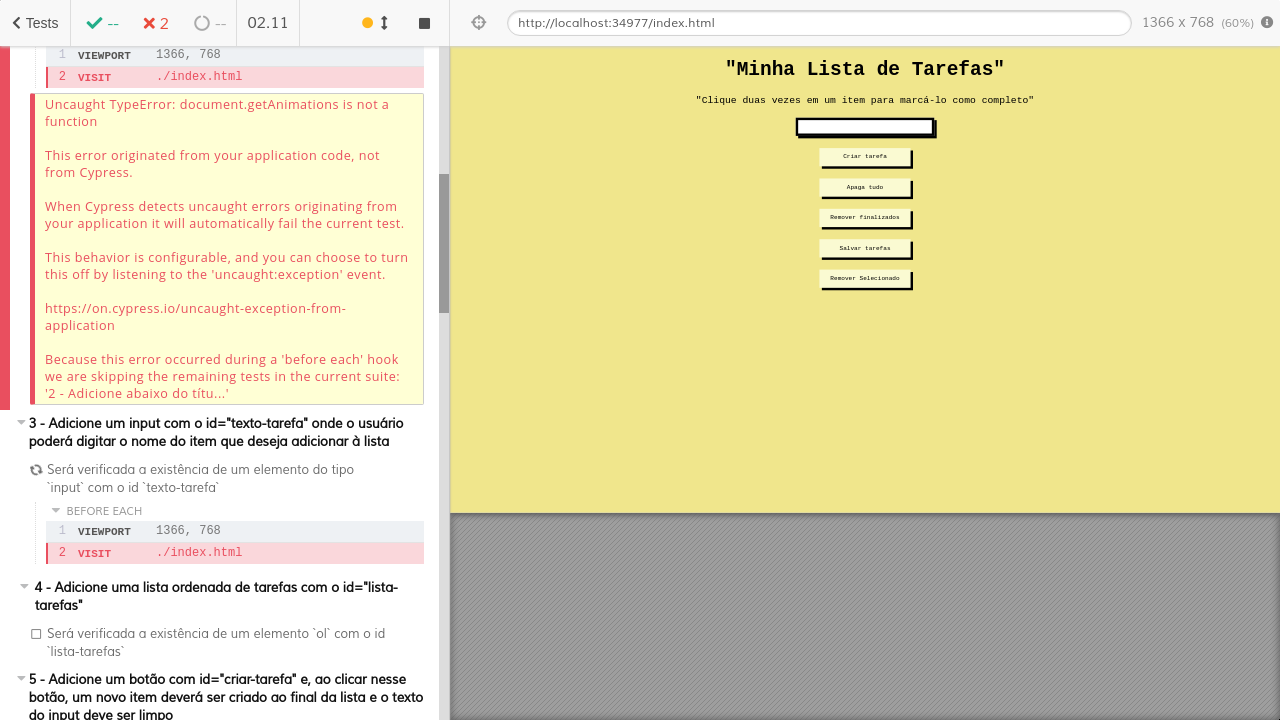 Tests
--
2
--
02.11
http://localhost:34977/index.html
1366 x 768 (60%)
1 VIEWPORT 1366, 768
2 VISIT ./index.html
Uncaught TypeError: document.getAnimations is not a
function
This error originated from your application code, not
from Cypress.
When Cypress detects uncaught errors originating from
your application it will automatically fail the current test.
This behavior is configurable, and you can choose to turn
this off by listening to the 'uncaught:exception' event.
https://on.cypress.io/uncaught-exception-from-
application
Because this error occurred during a 'before each' hook
we are skipping the remaining tests in the current suite:
'2 - Adicione abaixo do títu...'
3 - Adicione um input com o id="texto-tarefa" onde o usuário
poderá digitar o nome do item que deseja adicionar à lista
Será verificada a existência de um elemento do tipo
`input` com o id `texto-tarefa`
BEFORE EACH
1 VIEWPORT 1366, 768
2 VISIT ./index.html
4 - Adicione uma lista ordenada de tarefas com o id="lista-
tarefas"
Será verificada a existência de um elemento `ol` com o id
`lista-tarefas`
5 - Adicione um botão com id="criar-tarefa" e, ao clicar nesse
botão, um novo item deverá ser criado ao final da lista e o texto
do input deve ser limpo
"Minha Lista de Tarefas"
"Clique duas vezes em um item para marcá-lo como completo"
Criar tarefa
Apaga tudo
Remover finalizados
Salvar tarefas
Remover Selecionado